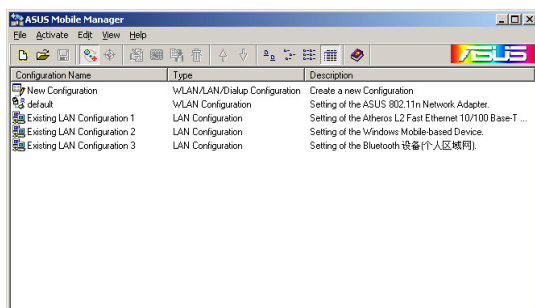 ASUS Mobile Manager
File Activate Edit View Help
/SUS
Configuration Name Type Description
New Configuration WLAN/LAN/Dialup Configuration Create a new Configuration
default WLAN Configuration Setting of the ASUS 802.11n Network Adapter.
Existing LAN Configuration 1 LAN Configuration Setting of the Atheros L2 Fast Ethernet 10/100 Base-T ...
Existing LAN Configuration 2 LAN Configuration Setting of the Windows Mobile-based Device.
Existing LAN Configuration 3 LAN Configuration Setting of the Bluetooth 设备(个人区域网).